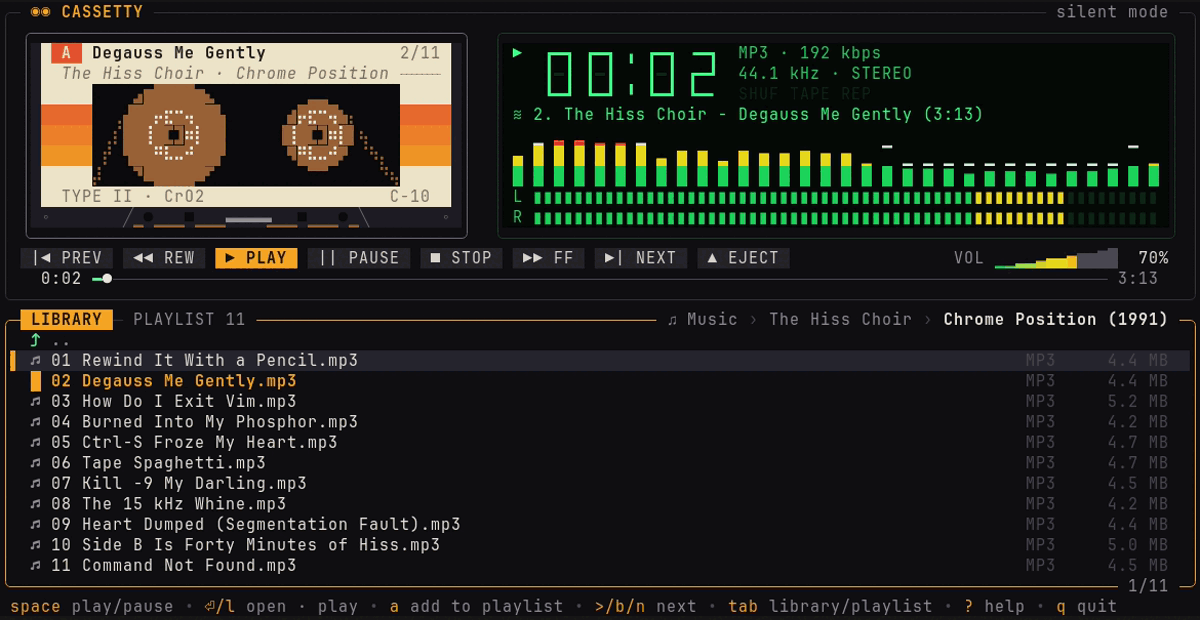 CASSETTY
silent mode
A Degauss Me Gently 2/11
The Hiss Choir · Chrome Position
TYPE II · CrO2 C-10
00:02
MP3 · 192 kbps
44.1 kHz · STEREO
SHUF TAPE REP
2. The Hiss Choir - Degauss Me Gently (3:13)
L
R
|◀ PREV ◀◀ REW ▶ PLAY || PAUSE ■ STOP ▶▶ FF ▶| NEXT ▲ EJECT VOL 70%
0:02 3:13
LIBRARY PLAYLIST 11 ♫ Music › The Hiss Choir › Chrome Position (1991)
..
01 Rewind It With a Pencil.mp3 MP3 4.4 MB
02 Degauss Me Gently.mp3 MP3 4.4 MB
03 How Do I Exit Vim.mp3 MP3 5.2 MB
04 Burned Into My Phosphor.mp3 MP3 4.2 MB
05 Ctrl-S Froze My Heart.mp3 MP3 4.7 MB
06 Tape Spaghetti.mp3 MP3 4.7 MB
07 Kill -9 My Darling.mp3 MP3 4.5 MB
08 The 15 kHz Whine.mp3 MP3 4.2 MB
09 Heart Dumped (Segmentation Fault).mp3 MP3 4.4 MB
10 Side B Is Forty Minutes of Hiss.mp3 MP3 5.0 MB
11 Command Not Found.mp3 MP3 4.5 MB
1/11
space play/pause · ⏎/l open · play · a add to playlist · >/b/n next · tab library/playlist · ? help · q quit